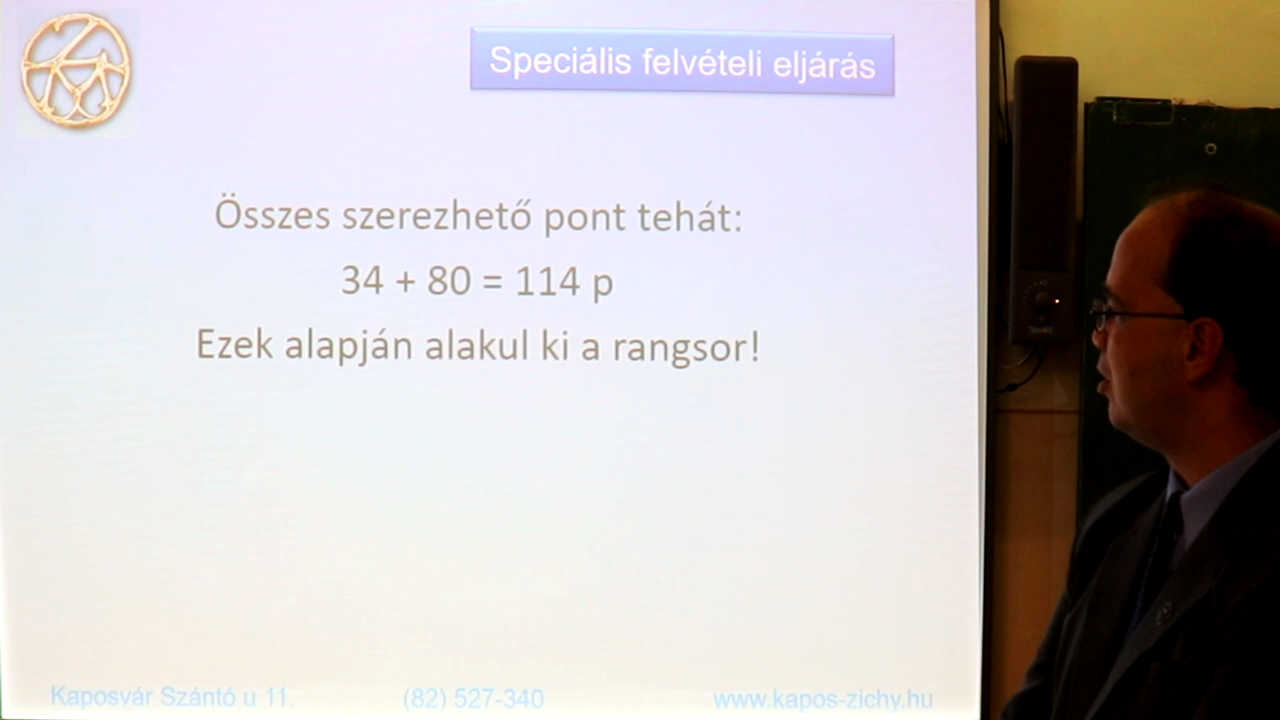 Speciális felvételi eljárás
Összes szerezhető pont tehát:
34 + 80 = 114 p
Ezek alapján alakul ki a rangsor!
Kaposvár Szántó u 11. (82) 527-340 www.kapos-zichy.hu